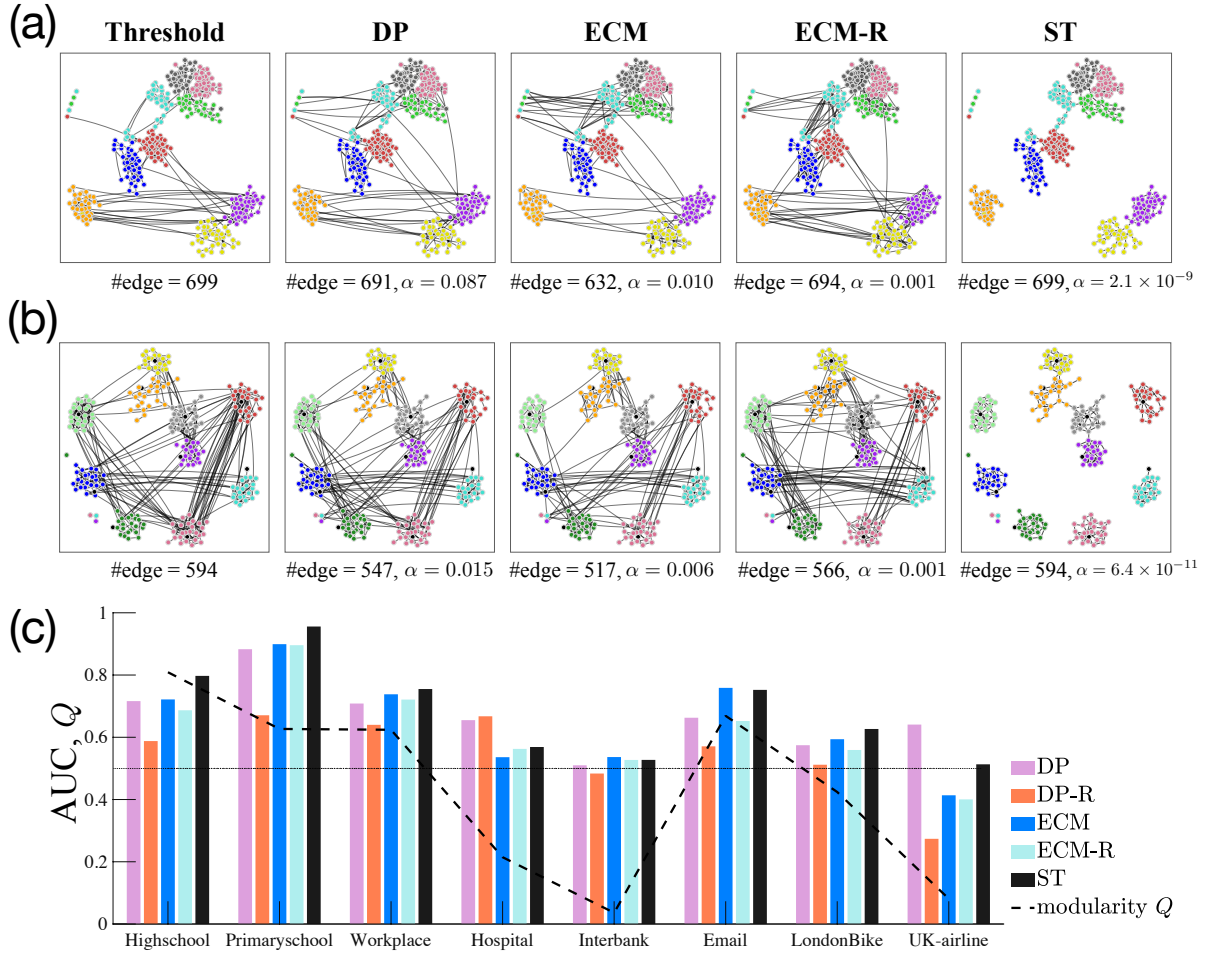 (a)
Threshold DP ECM ECM-R ST
#edge = 699 #edge = 691, α = 0.087 #edge = 632, α = 0.010 #edge = 694, α = 0.001 #edge = 699, α = 2.1 × 10⁻⁹
(b)
#edge = 594 #edge = 547, α = 0.015 #edge = 517, α = 0.006 #edge = 566, α = 0.001 #edge = 594, α = 6.4 × 10⁻¹¹
(c)
AUC, Q
1
0.8
0.6
0.4
0.2
0
DP
DP-R
ECM
ECM-R
ST
modularity Q
Highschool Primaryschool Workplace Hospital Interbank Email LondonBike UK-airline